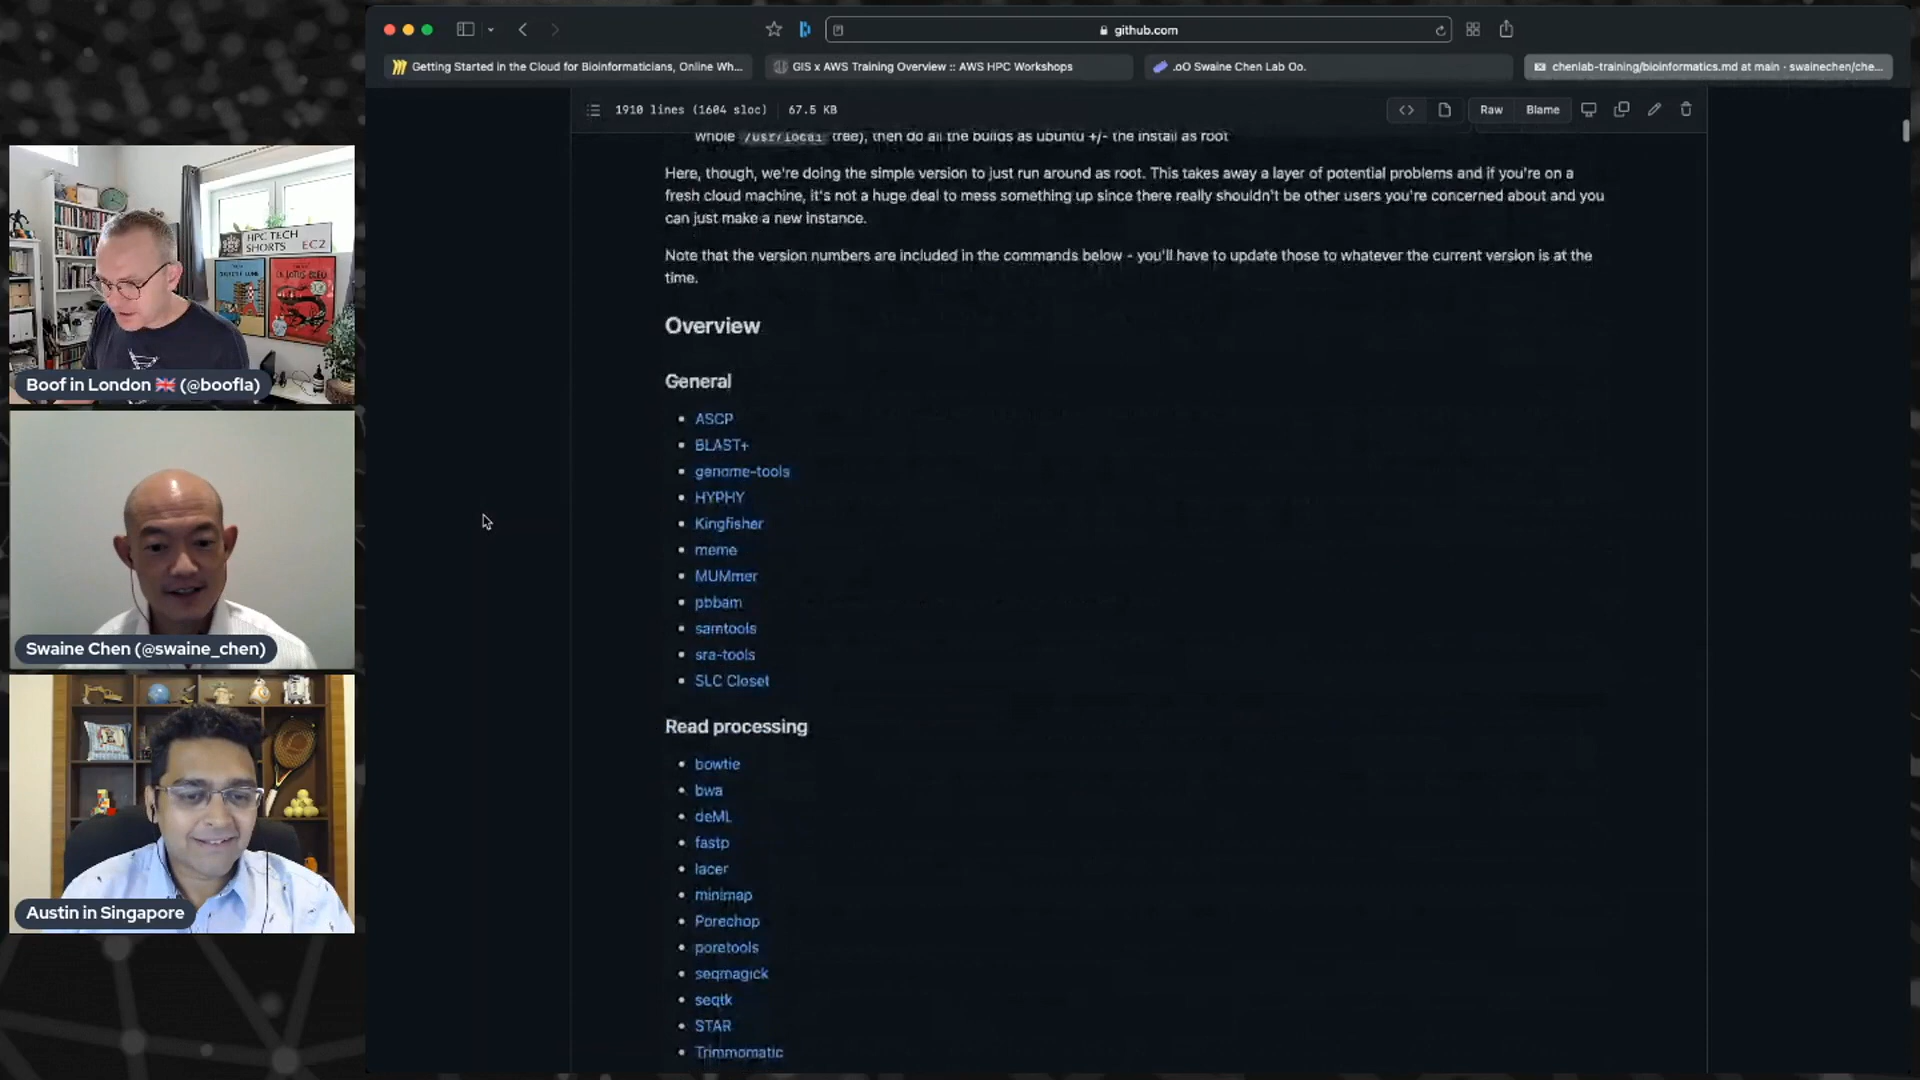 github.com
Getting Started in the Cloud for Bioinformaticians, Online Wh...
GIS x AWS Training Overview :: AWS HPC Workshops
.oO Swaine Chen Lab Oo.
chenlab-training/bioinformatics.md at main · swainechen/che...
1910 lines (1604 sloc)
67.5 KB
Raw
Blame
whole /usr/local tree), then do all the builds as ubuntu +/- the install as root
Here, though, we're doing the simple version to just run around as root. This takes away a layer of potential problems and if you're on a
fresh cloud machine, it's not a huge deal to mess something up since there really shouldn't be other users you're concerned about and you
can just make a new instance.
Note that the version numbers are included in the commands below - you'll have to update those to whatever the current version is at the
time.
Overview
General
ASCP
BLAST+
genome-tools
HYPHY
Kingfisher
meme
MUMmer
pbbam
samtools
sra-tools
SLC Closet
Read processing
bowtie
bwa
deML
fastp
lacer
minimap
Porechop
poretools
seqmagick
seqtk
STAR
Trimmomatic
HPC TECH
SHORTS EC2
Boof in London 🇬🇧 (@boofla)
Swaine Chen (@swaine_chen)
Austin in Singapore